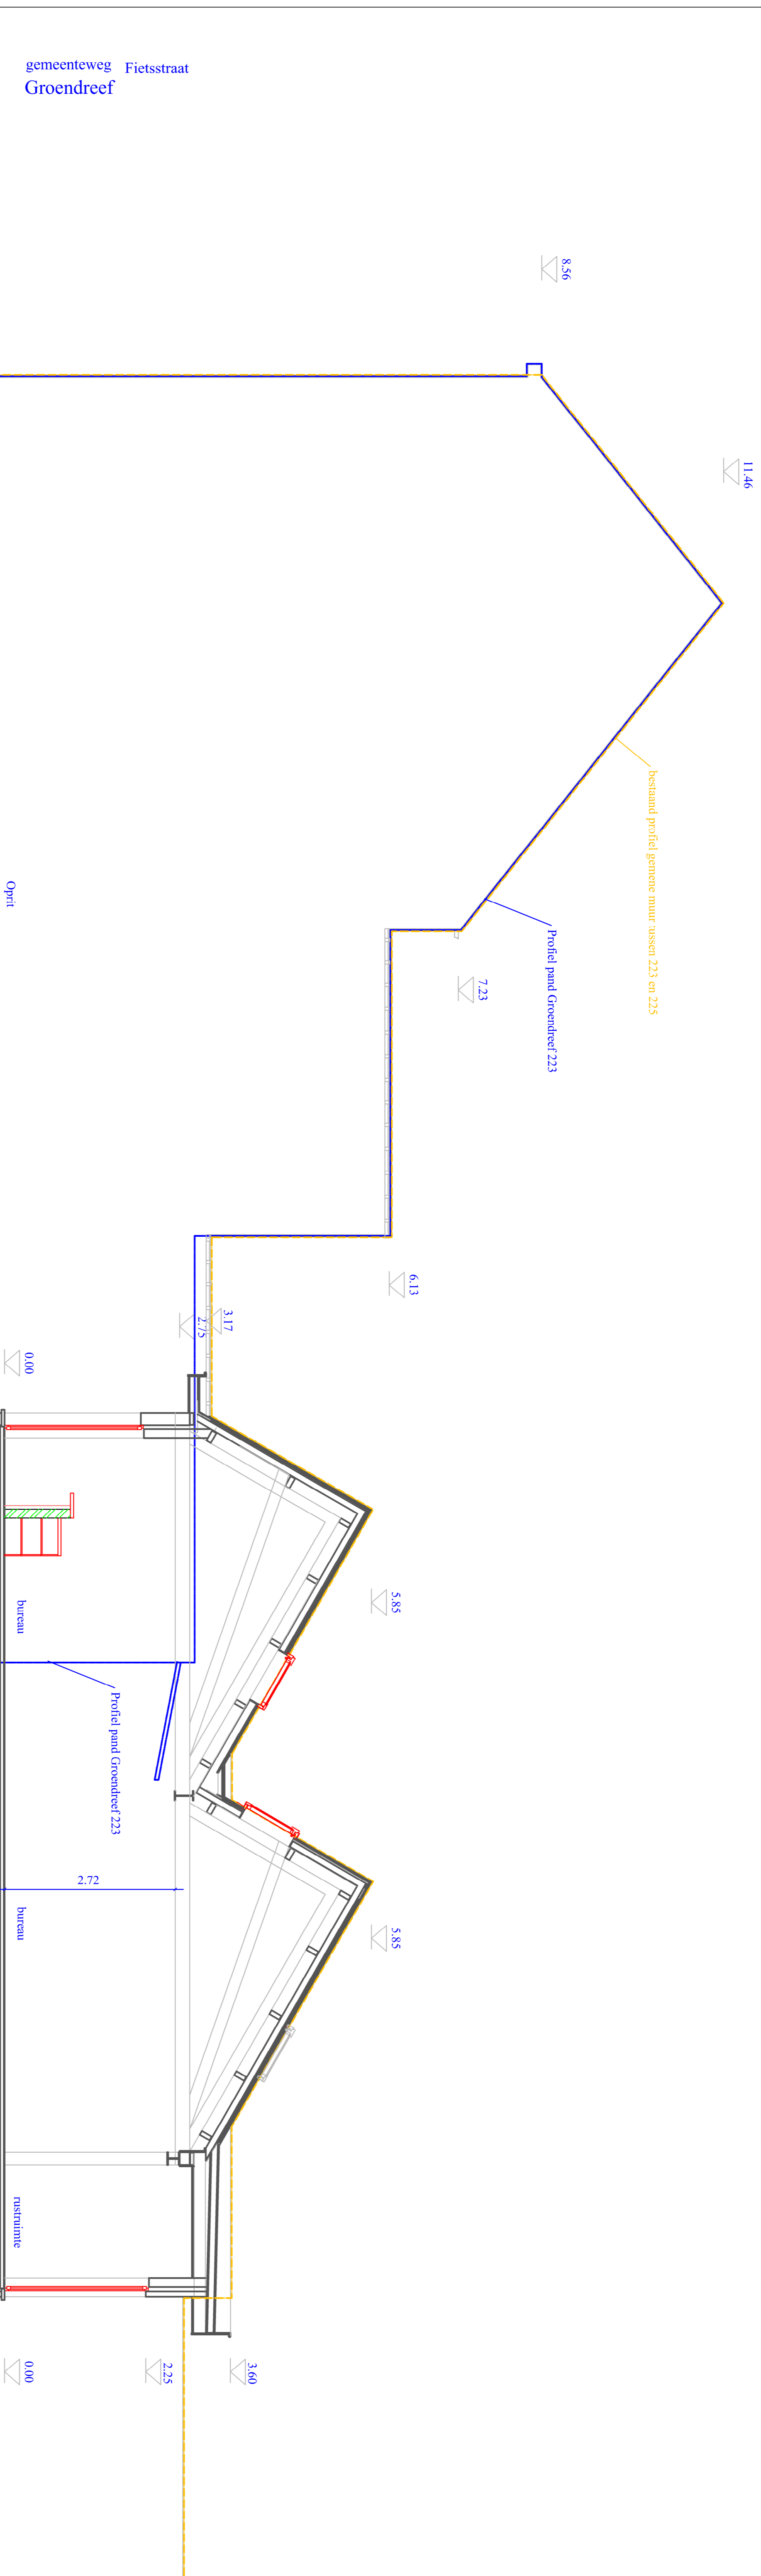 gemeenteweg Fietsstraat
Groendreef
8.56
11.46
bestaand profiel gemene muur tussen 223 en 225
Oprit
Profiel pand Groendreef 223
7.23
6.13
3.17
2.75
0.00
5.85
bureau
Profiel pand Groendreef 223
2.72
bureau
5.85
rustruimte
0.00
2.25
3.60